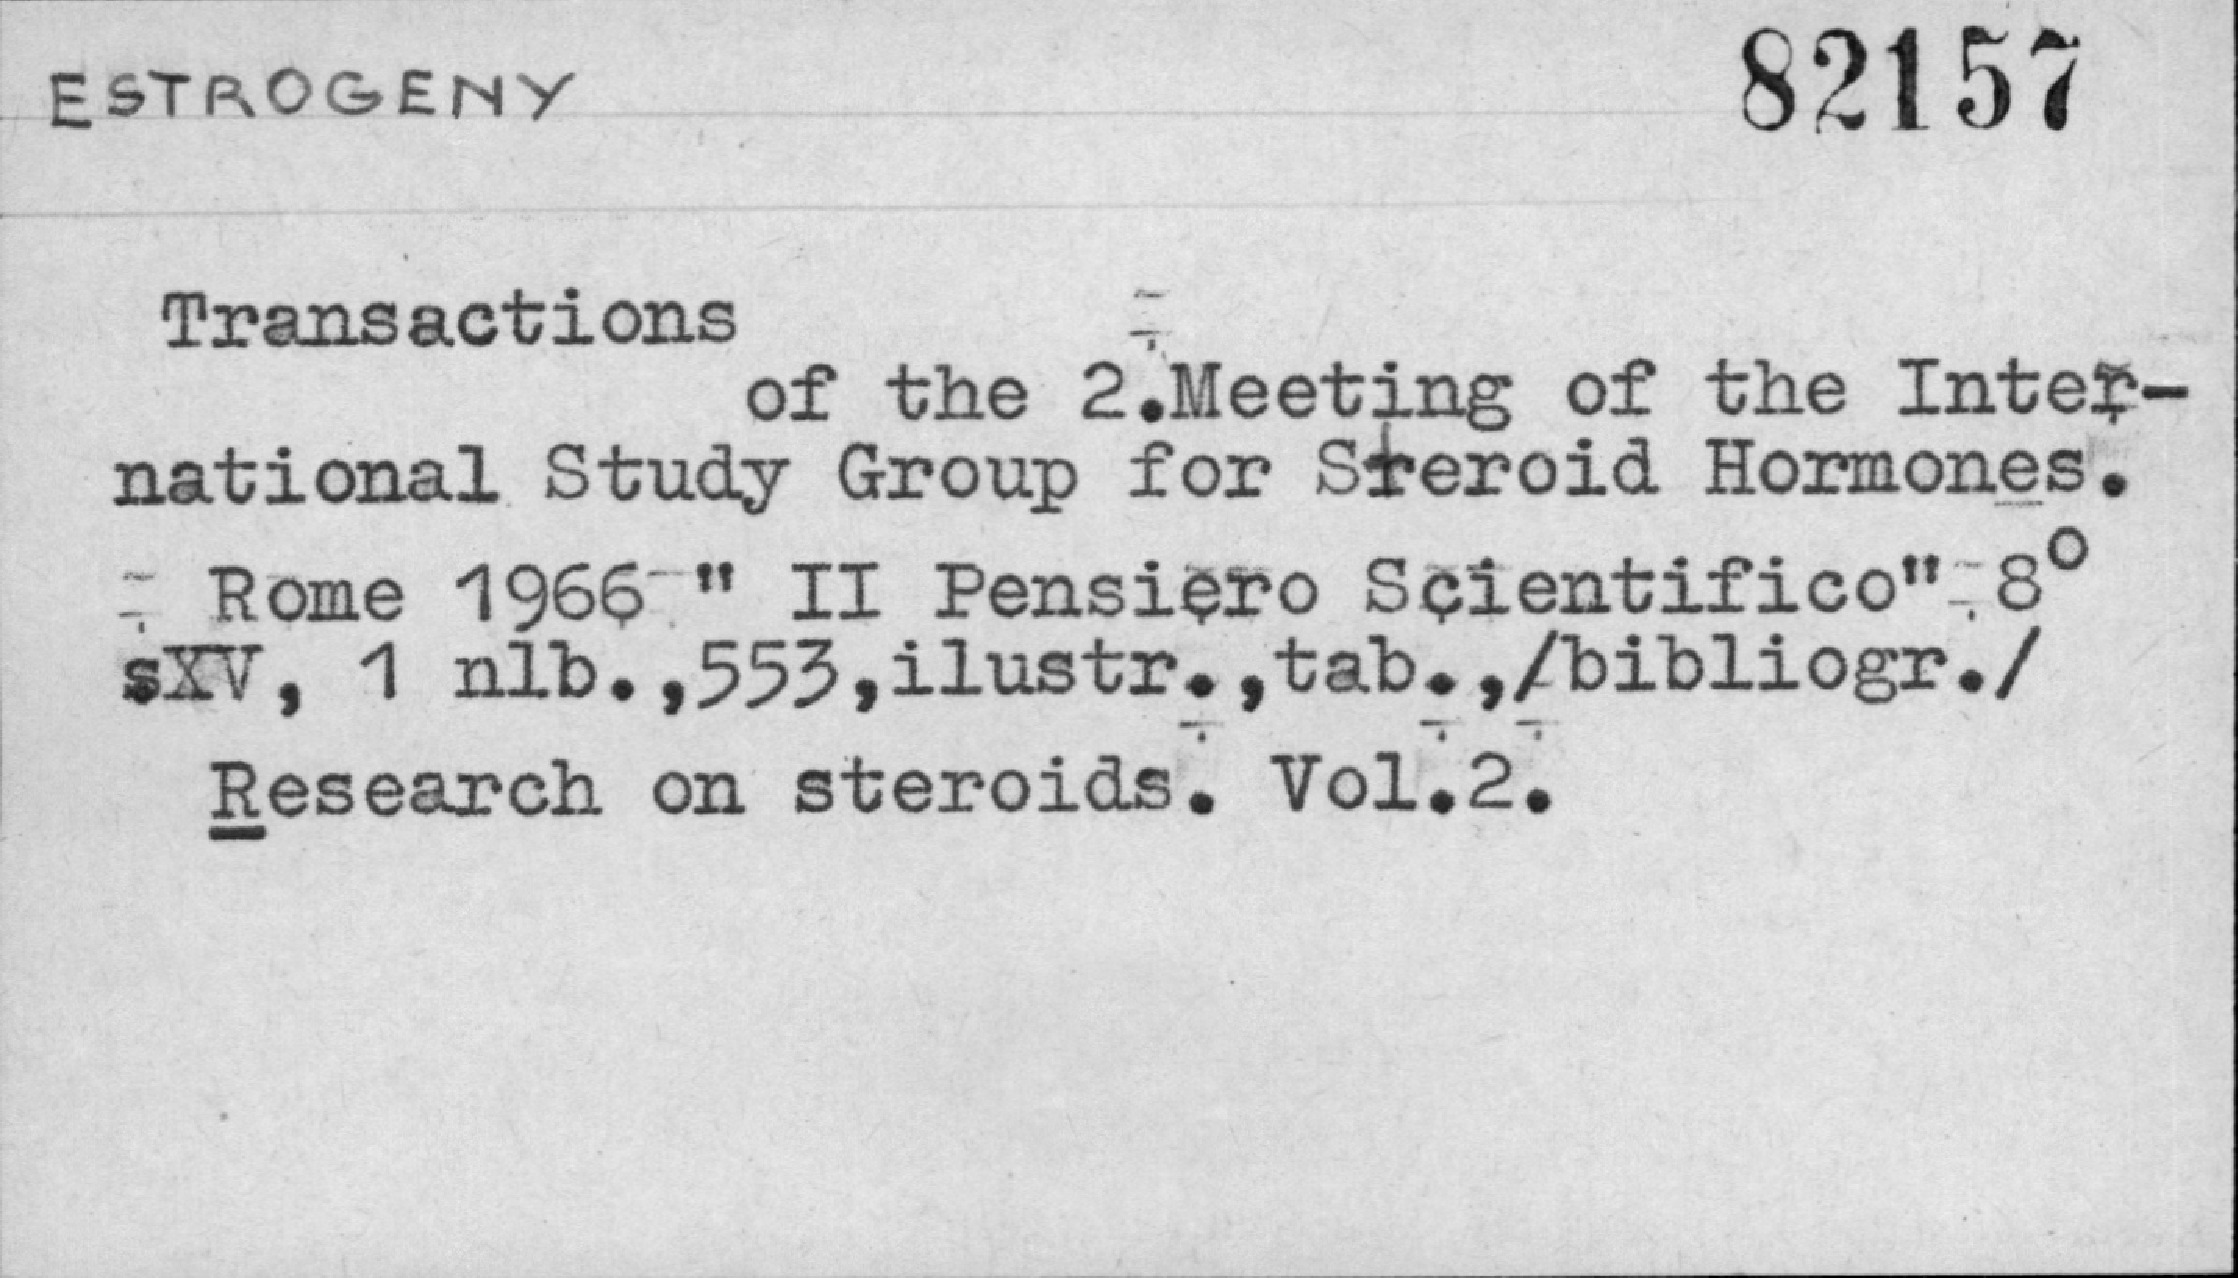 ESTROGENY 82157
Transactions
of the 2.Meeting of the Inter-
national Study Group for Steroid Hormones.
Rome 1966 " II Pensiero Scientifico" 8°
sXV, 1 nlb.,553,ilustr.,tab.,/bibliogr./
Research on steroids. Vol.2.